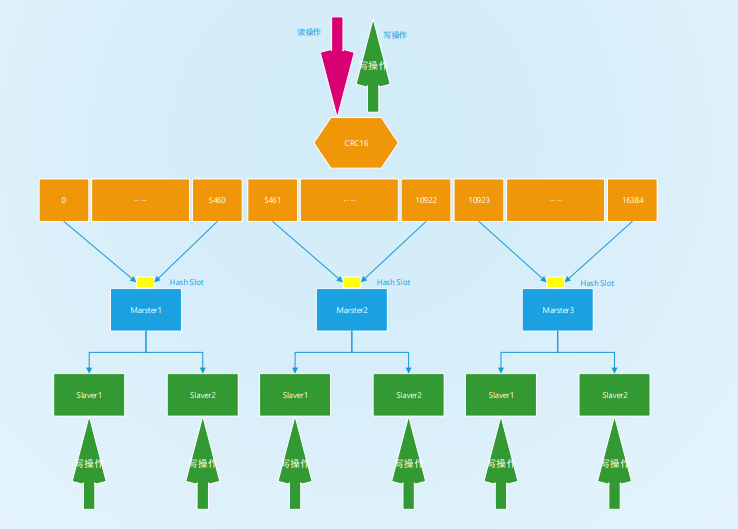 读操作
写操作
写操作
CRC16
0
... ...
5460
5461
... ...
10922
10923
... ...
16384
Hash Slot
Hash Slot
Hash Slot
Marster1
Marster2
Marster3
Slaver1
Slaver2
Slaver1
Slaver2
Slaver1
Slaver2
写操作
写操作
写操作
写操作
写操作
写操作